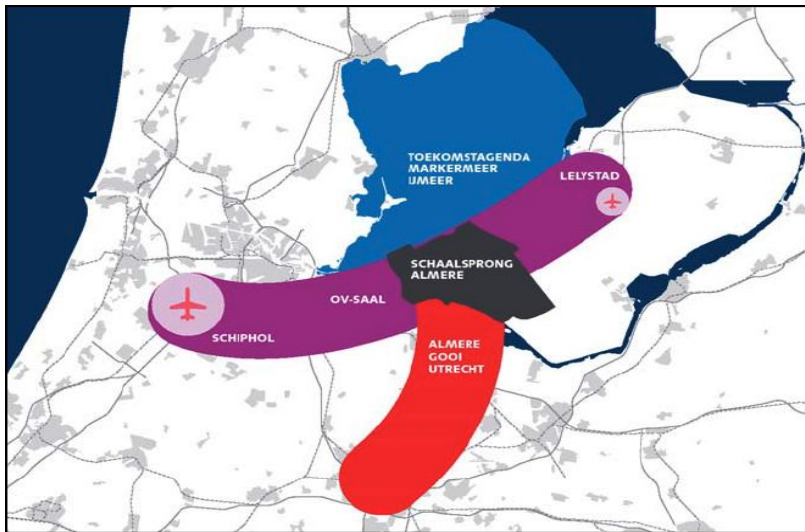 TOEKOMSTAGENDA
MARKERMEER
IJMEER
LELYSTAD
SCHAALSPRONG
ALMERE
OV-SAAL
SCHIPHOL
ALMERE
GOOI
UTRECHT